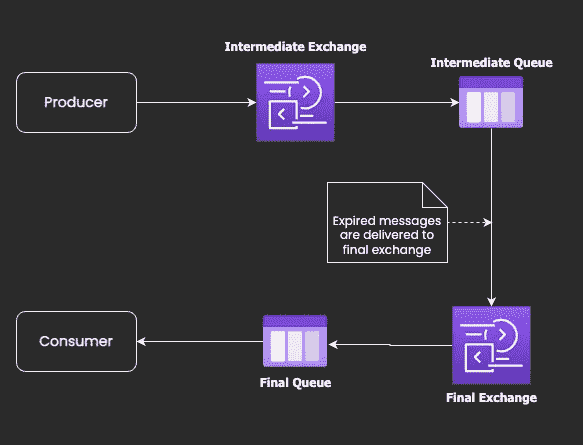 Intermediate Exchange
Intermediate Queue
Producer
Expired messages
are delivered to
final exchange
Consumer
Final Queue
Final Exchange